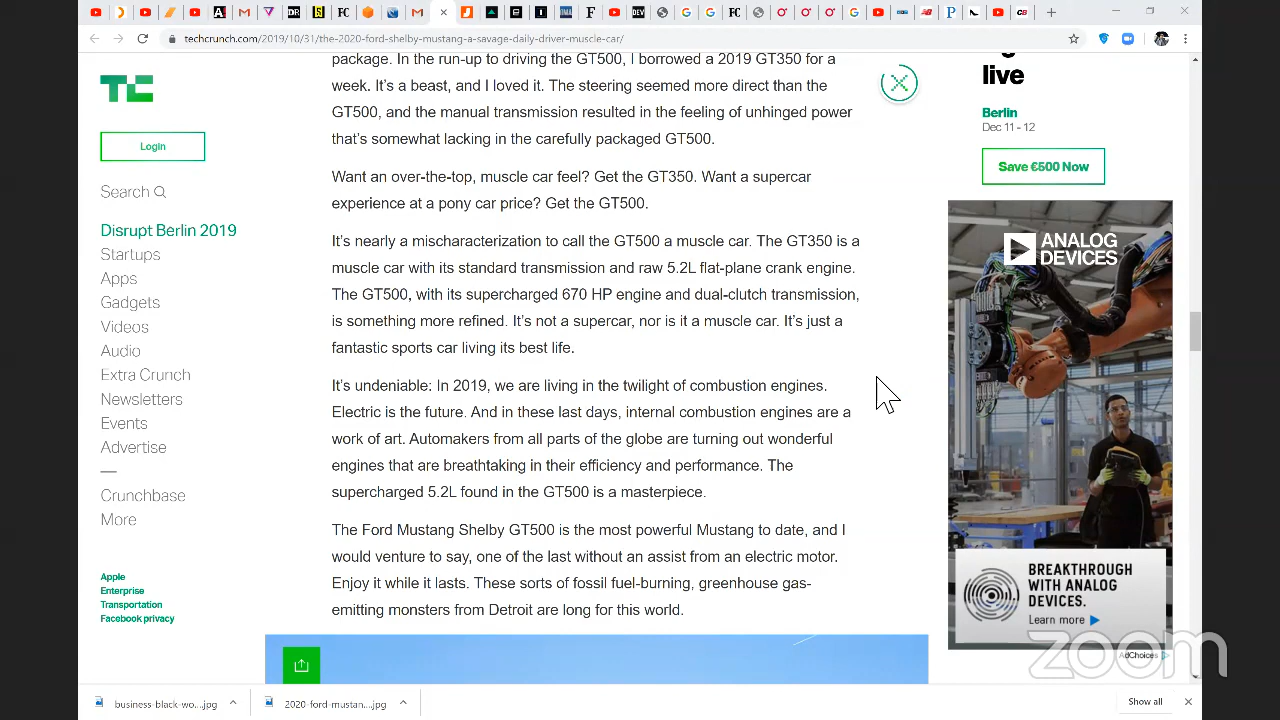 techcrunch.com/2019/10/31/the-2020-ford-shelby-mustang-a-savage-daily-driver-muscle-car/
TC
Login
Search
Disrupt Berlin 2019
Startups
Apps
Gadgets
Videos
Audio
Extra Crunch
Newsletters
Events
Advertise
Crunchbase
More
Apple
Enterprise
Transportation
Facebook privacy
package. In the run-up to driving the GT500, I borrowed a 2019 GT350 for a
week. It's a beast, and I loved it. The steering seemed more direct than the
GT500, and the manual transmission resulted in the feeling of unhinged power
that's somewhat lacking in the carefully packaged GT500.
Want an over-the-top, muscle car feel? Get the GT350. Want a supercar
experience at a pony car price? Get the GT500.
It's nearly a mischaracterization to call the GT500 a muscle car. The GT350 is a
muscle car with its standard transmission and raw 5.2L flat-plane crank engine.
The GT500, with its supercharged 670 HP engine and dual-clutch transmission,
is something more refined. It's not a supercar, nor is it a muscle car. It's just a
fantastic sports car living its best life.
It's undeniable: In 2019, we are living in the twilight of combustion engines.
Electric is the future. And in these last days, internal combustion engines are a
work of art. Automakers from all parts of the globe are turning out wonderful
engines that are breathtaking in their efficiency and performance. The
supercharged 5.2L found in the GT500 is a masterpiece.
The Ford Mustang Shelby GT500 is the most powerful Mustang to date, and I
would venture to say, one of the last without an assist from an electric motor.
Enjoy it while it lasts. These sorts of fossil fuel-burning, greenhouse gas-
emitting monsters from Detroit are long for this world.
live
Berlin
Dec 11 - 12
Save €500 Now
ANALOG
DEVICES
BREAKTHROUGH
WITH ANALOG
DEVICES.
Learn more
AdChoices
zoom
business-black-wo....jpg
2020-ford-mustan....jpg
Show all